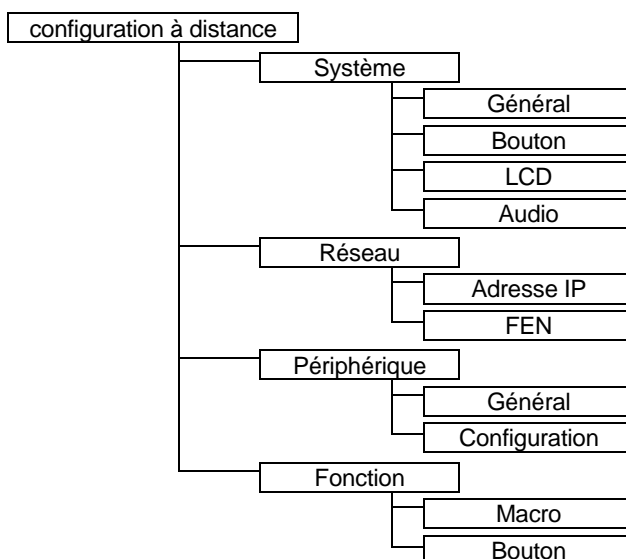 configuration à distance
Système
Général
Bouton
LCD
Audio
Réseau
Adresse IP
FEN
Périphérique
Général
Configuration
Fonction
Macro
Bouton